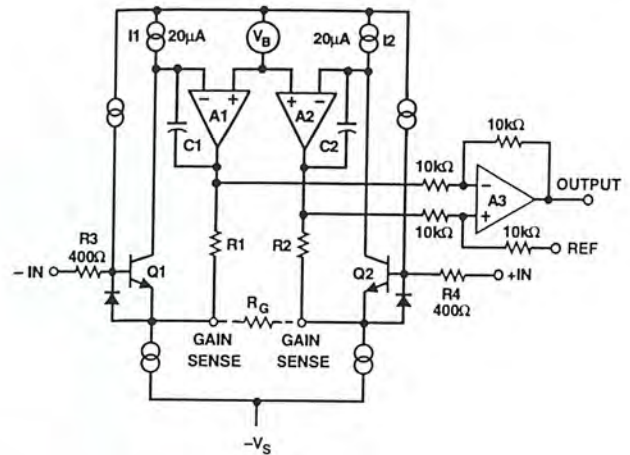 I1
20µA
VB
20µA
I2
A1
A2
C1
C2
10kΩ
10kΩ
A3
OUTPUT
10kΩ
10kΩ
REF
R3
400Ω
R1
R2
– IN
Q1
Q2
+IN
R4
400Ω
RG
GAIN
SENSE
GAIN
SENSE
–VS